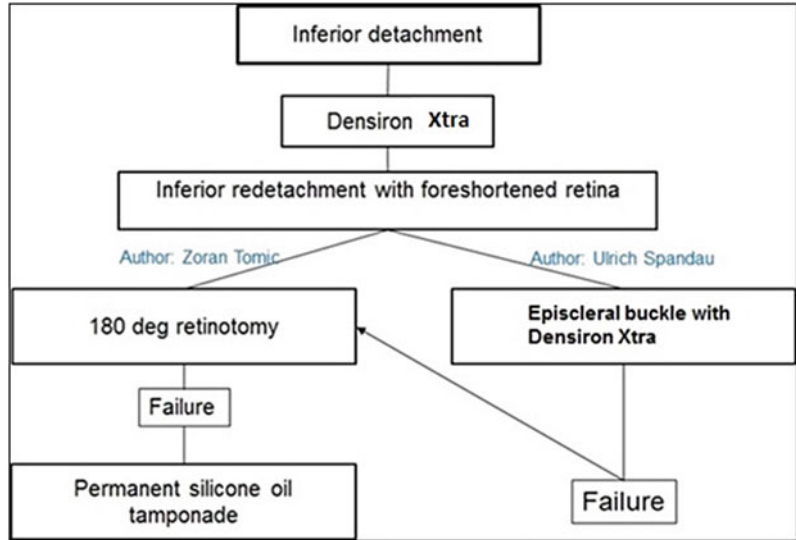 Inferior detachment
Densiron Xtra
Inferior redetachment with foreshortened retina
Author: Zoran Tomic
Author: Ulrich Spandau
180 deg retinotomy
Episcleral buckle with
Densiron Xtra
Failure
Permanent silicone oil
tamponade
Failure